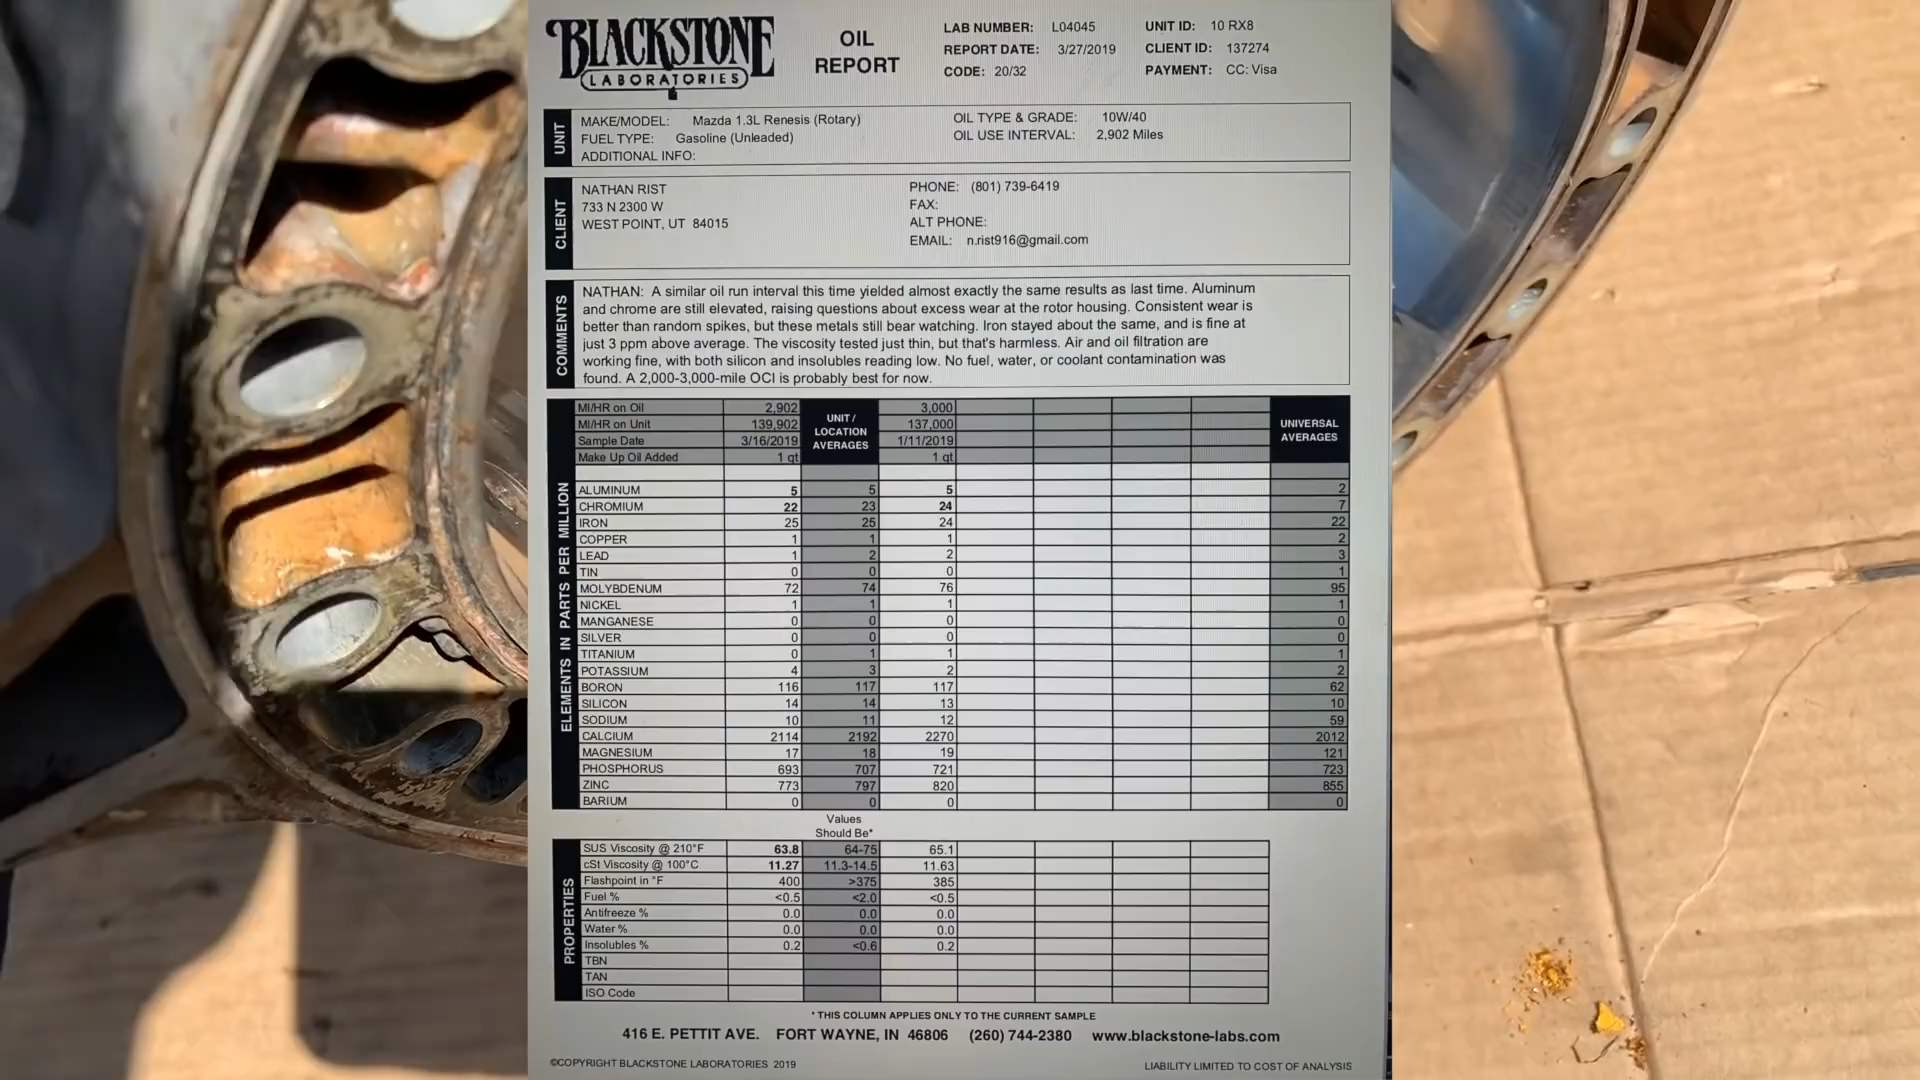 BLACKSTONE
LABORATORIES
OIL
REPORT
LAB NUMBER: L04045
REPORT DATE: 3/27/2019
CODE: 20/32
UNIT ID: 10 RX8
CLIENT ID: 137274
PAYMENT: CC: Visa
UNIT
MAKE/MODEL: Mazda 1.3L Renesis (Rotary)
FUEL TYPE: Gasoline (Unleaded)
ADDITIONAL INFO:
OIL TYPE & GRADE: 10W/40
OIL USE INTERVAL: 2,902 Miles
CLIENT
NATHAN RIST
733 N 2300 W
WEST POINT, UT 84015
PHONE: (801) 739-6419
FAX:
ALT PHONE:
EMAIL: n.rist916@gmail.com
COMMENTS
NATHAN: A similar oil run interval this time yielded almost exactly the same results as last time. Aluminum
and chrome are still elevated, raising questions about excess wear at the rotor housing. Consistent wear is
better than random spikes, but these metals still bear watching. Iron stayed about the same, and is fine at
just 3 ppm above average. The viscosity tested just thin, but that's harmless. Air and oil filtration are
working fine, with both silicon and insolubles reading low. No fuel, water, or coolant contamination was
found. A 2,000-3,000-mile OCI is probably best for now.
MI/HR on Oil 2,902 3,000
MI/HR on Unit 139,902 137,000
Sample Date 3/16/2019 1/11/2019
Make Up Oil Added 1 qt 1 qt
UNIT /
LOCATION
AVERAGES
UNIVERSAL
AVERAGES
ELEMENTS IN PARTS PER MILLION
ALUMINUM 5 5 5 2
CHROMIUM 22 23 24 7
IRON 25 25 24 22
COPPER 1 1 1 2
LEAD 1 2 2 3
TIN 0 0 0 1
MOLYBDENUM 72 74 76 95
NICKEL 1 1 1 1
MANGANESE 0 0 0 0
SILVER 0 0 0 0
TITANIUM 0 1 1 1
POTASSIUM 4 3 2 2
BORON 116 117 117 62
SILICON 14 14 13 10
SODIUM 10 11 12 59
CALCIUM 2114 2192 2270 2012
MAGNESIUM 17 18 19 121
PHOSPHORUS 693 707 721 723
ZINC 773 797 820 855
BARIUM 0 0 0 0
Values
Should Be*
PROPERTIES
SUS Viscosity @ 210°F 63.8 64-75 65.1
cSt Viscosity @ 100°C 11.27 11.3-14.5 11.63
Flashpoint in °F 400 >375 385
Fuel % <0.5 <2.0 <0.5
Antifreeze % 0.0 0.0 0.0
Water % 0.0 0.0 0.0
Insolubles % 0.2 <0.6 0.2
TBN
TAN
ISO Code
* THIS COLUMN APPLIES ONLY TO THE CURRENT SAMPLE
416 E. PETTIT AVE. FORT WAYNE, IN 46806 (260) 744-2380 www.blackstone-labs.com
©COPYRIGHT BLACKSTONE LABORATORIES 2019
LIABILITY LIMITED TO COST OF ANALYSIS